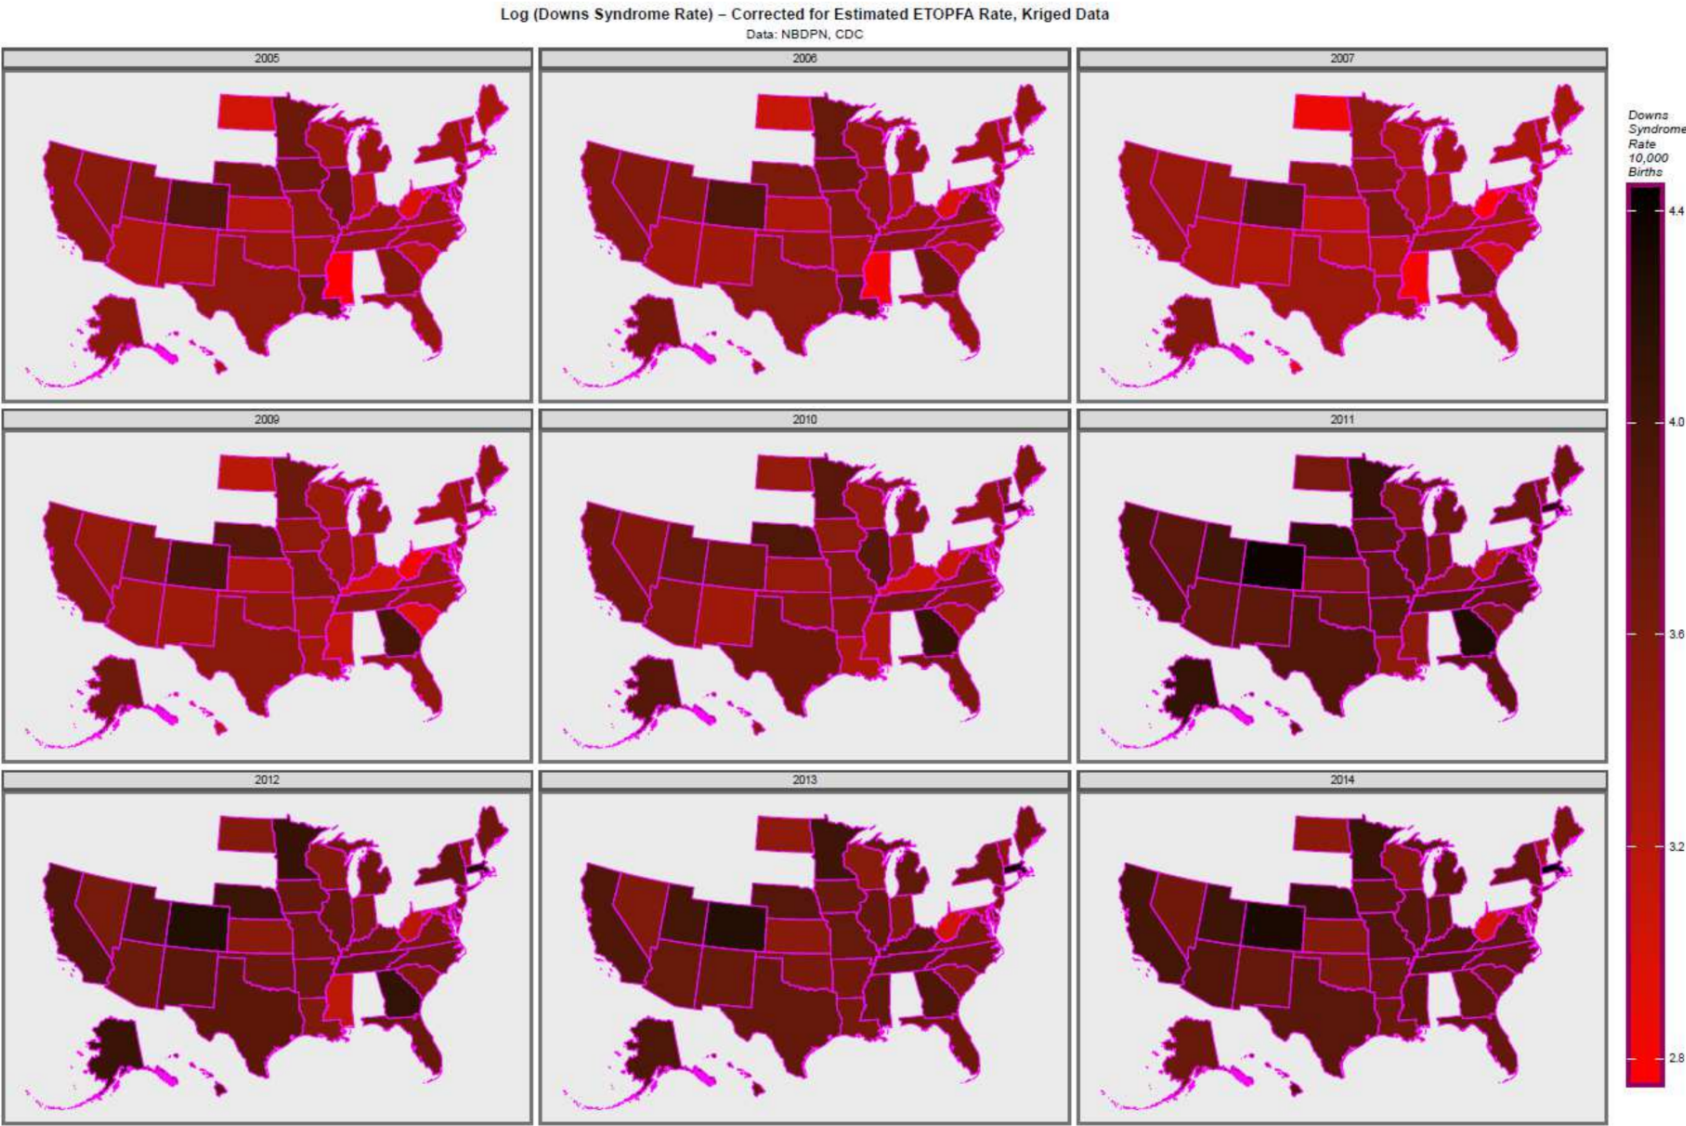 Log (Downs Syndrome Rate) – Corrected for Estimated ETOPFA Rate, Kriged Data
Data: NBDPN, CDC
2005
2006
2007
2009
2010
2011
2012
2013
2014
Downs
Syndrome
Rate
10,000
Births
4.4
4.0
3.6
3.2
2.8